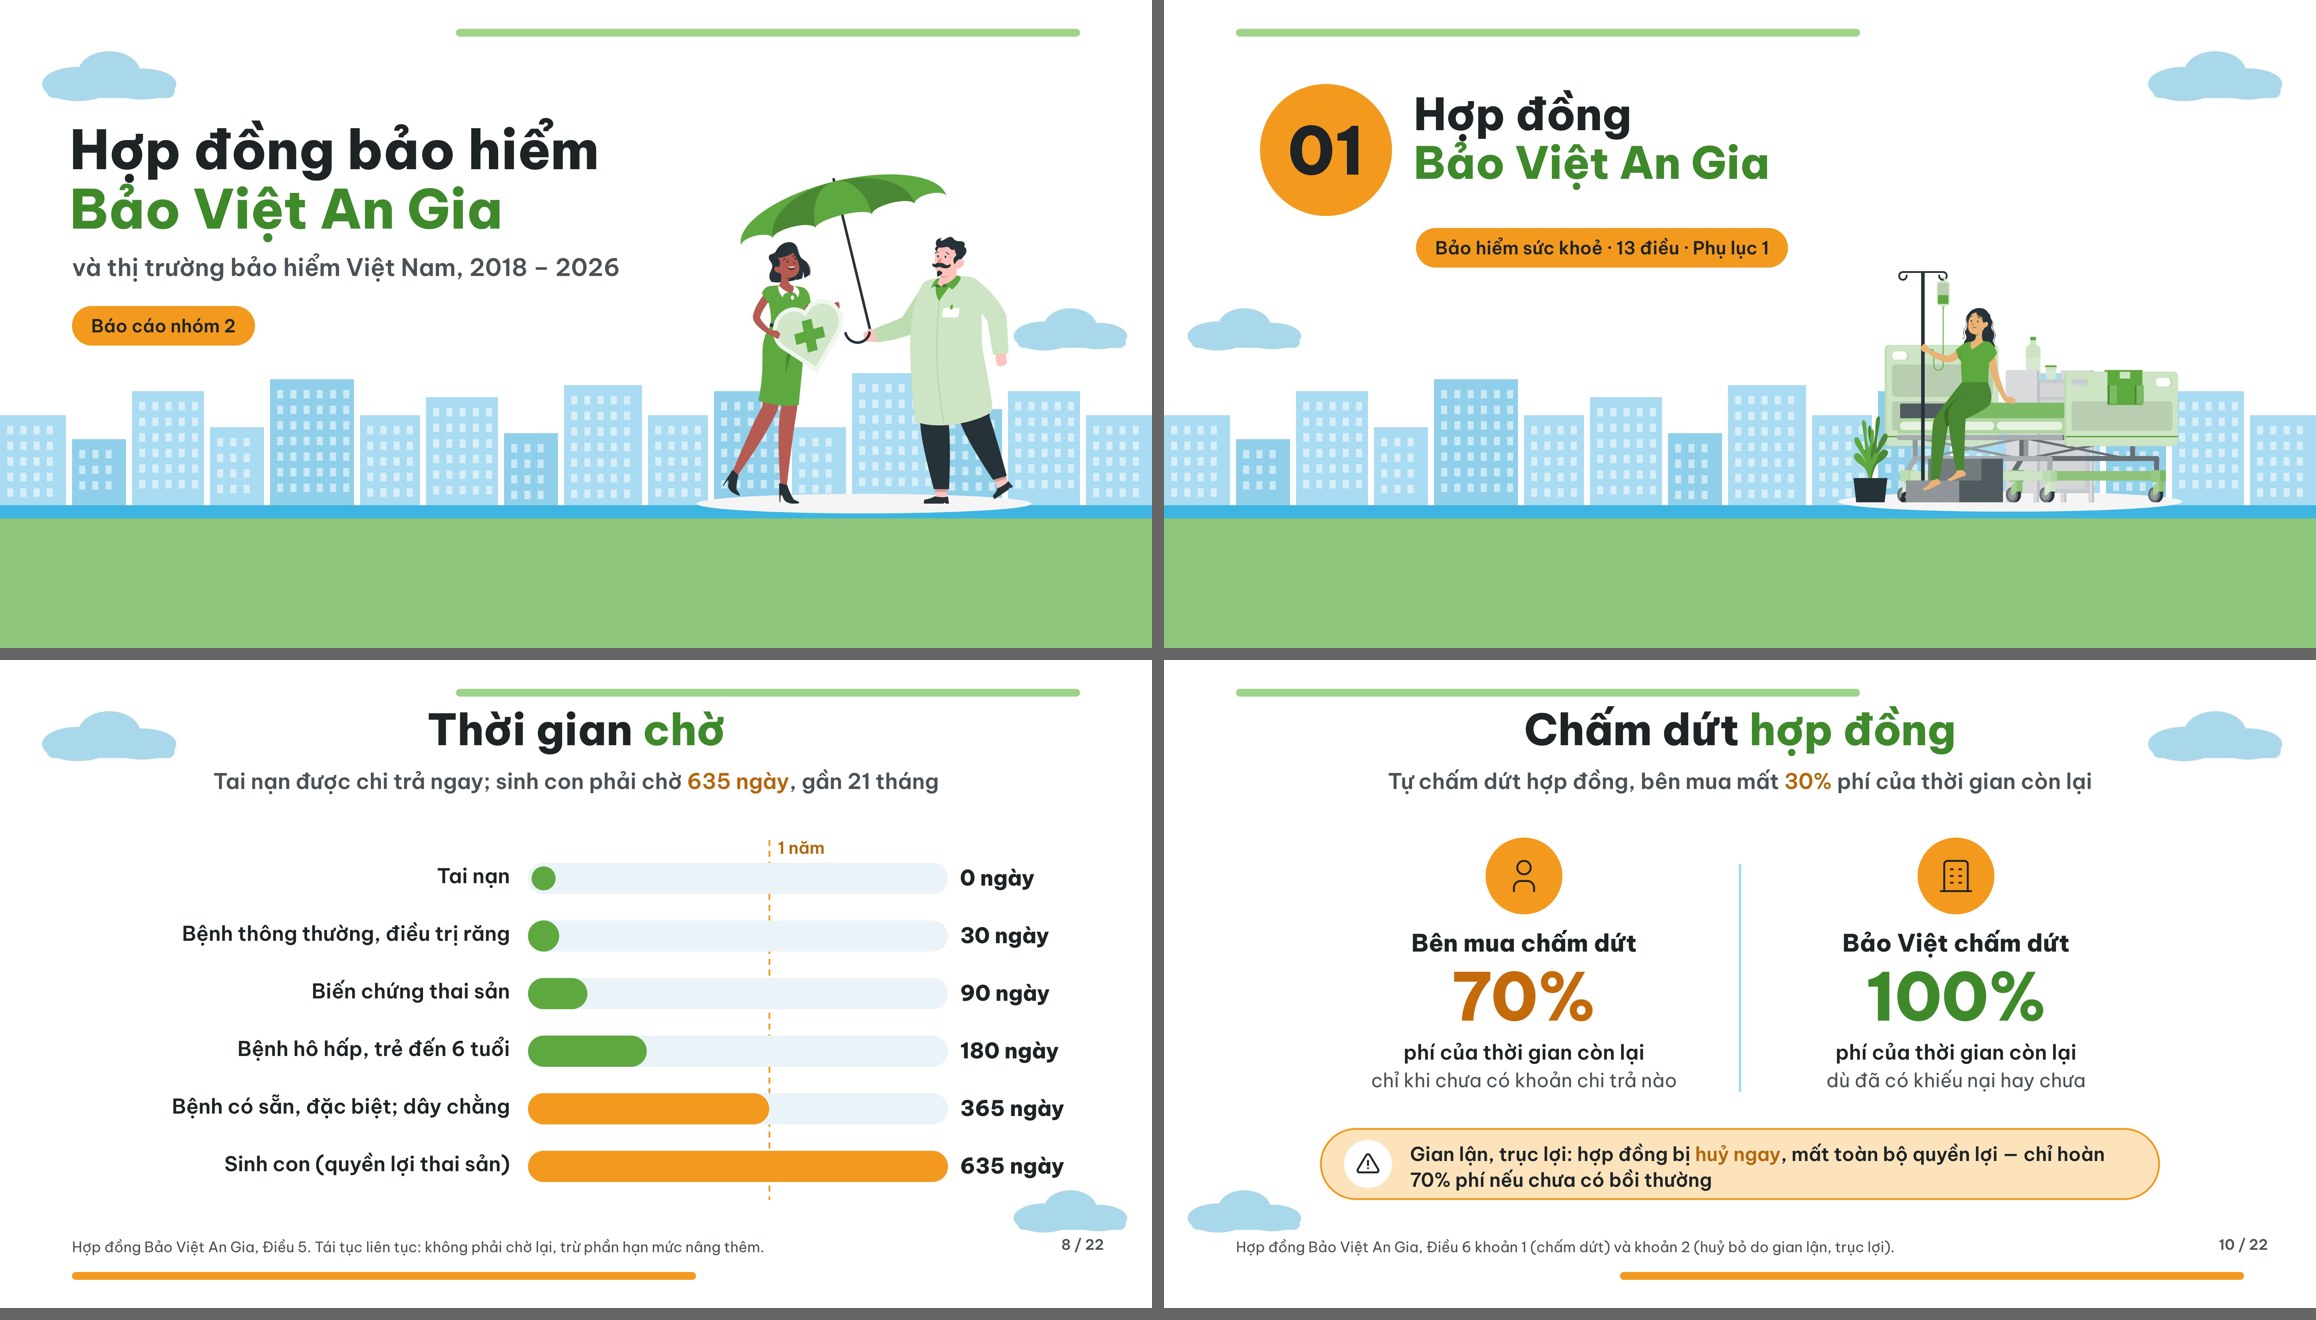 Hợp đồng bảo hiểm
Bảo Việt An Gia
và thị trường bảo hiểm Việt Nam, 2018 – 2026
Báo cáo nhóm 2
01
Hợp đồng
Bảo Việt An Gia
Bảo hiểm sức khoẻ · 13 điều · Phụ lục 1
Thời gian chờ
Tai nạn được chi trả ngay; sinh con phải chờ 635 ngày, gần 21 tháng
1 năm
Tai nạn 0 ngày
Bệnh thông thường, điều trị răng 30 ngày
Biến chứng thai sản 90 ngày
Bệnh hô hấp, trẻ đến 6 tuổi 180 ngày
Bệnh có sẵn, đặc biệt; dây chằng 365 ngày
Sinh con (quyền lợi thai sản) 635 ngày
Hợp đồng Bảo Việt An Gia, Điều 5. Tái tục liên tục: không phải chờ lại, trừ phần hạn mức nâng thêm.
8 / 22
Chấm dứt hợp đồng
Tự chấm dứt hợp đồng, bên mua mất 30% phí của thời gian còn lại
Bên mua chấm dứt
70%
phí của thời gian còn lại
chỉ khi chưa có khoản chi trả nào
Bảo Việt chấm dứt
100%
phí của thời gian còn lại
dù đã có khiếu nại hay chưa
Gian lận, trục lợi: hợp đồng bị huỷ ngay, mất toàn bộ quyền lợi — chỉ hoàn
70% phí nếu chưa có bồi thường
Hợp đồng Bảo Việt An Gia, Điều 6 khoản 1 (chấm dứt) và khoản 2 (huỷ bỏ do gian lận, trục lợi).
10 / 22